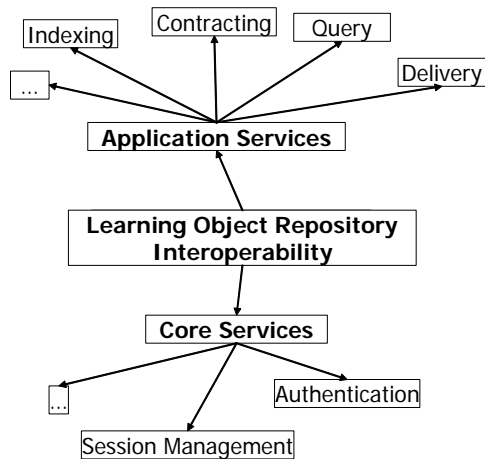 Indexing
Contracting
Query
...
Delivery
Application Services
Learning Object Repository
Interoperability
Core Services
...
Authentication
Session Management